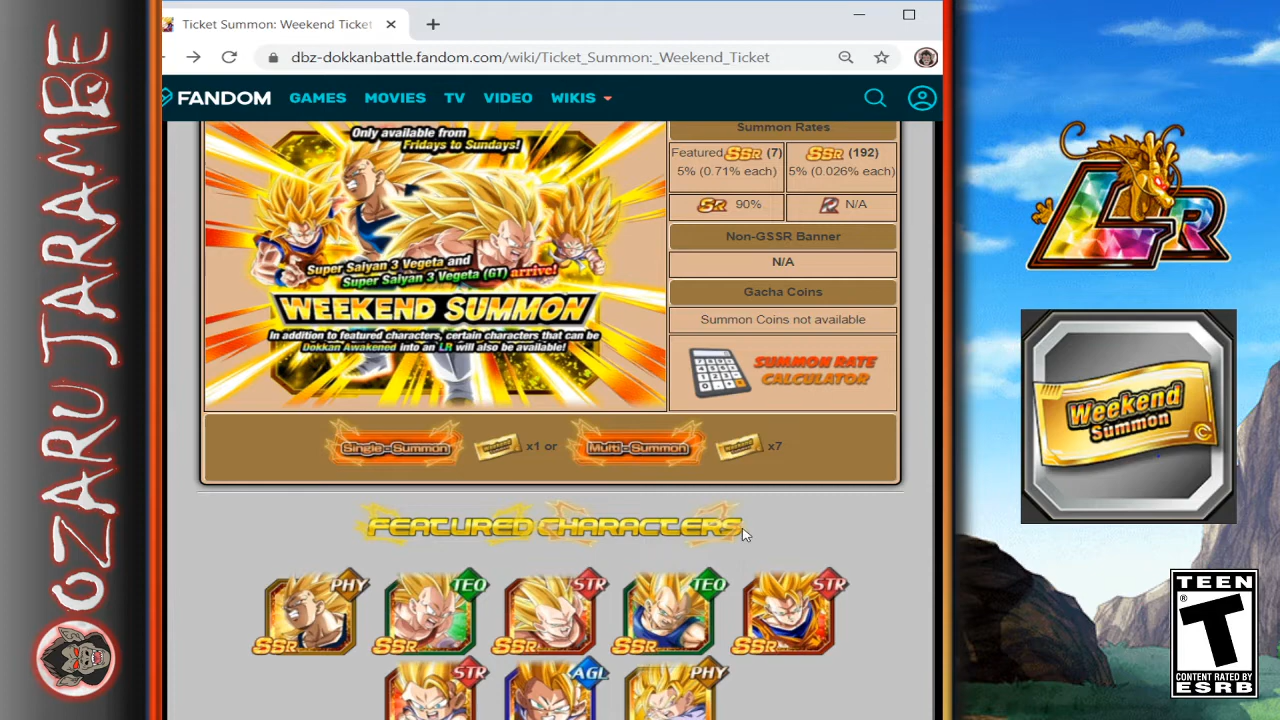 OZARU JARAMBE
Ticket Summon: Weekend Ticket
dbz-dokkanbattle.fandom.com/wiki/Ticket_Summon:_Weekend_Ticket
FANDOM GAMES MOVIES TV VIDEO WIKIS
Only available from
Fridays to Sundays!
Super Saiyan 3 Vegeta and
Super Saiyan 3 Vegeta (GT) arrive!
WEEKEND SUMMON
In addition to featured characters, certain characters that can be
Dokkan Awakened into an LR will also be available!
Summon Rates
Featured SSR (7)
5% (0.71% each)
SSR (192)
5% (0.026% each)
SR 90%
R N/A
Non-GSSR Banner
N/A
Gacha Coins
Summon Coins not available
SUMMON RATE
CALCULATOR
Single-Summon x1 or Multi-Summon x7
FEATURED CHARACTERS
PHY TEQ STR TEQ STR
SSR SSR SSR SSR SSR
STR AGL PHY
LR
Weekend
Summon
TEEN
T
®
CONTENT RATED BY
ESRB